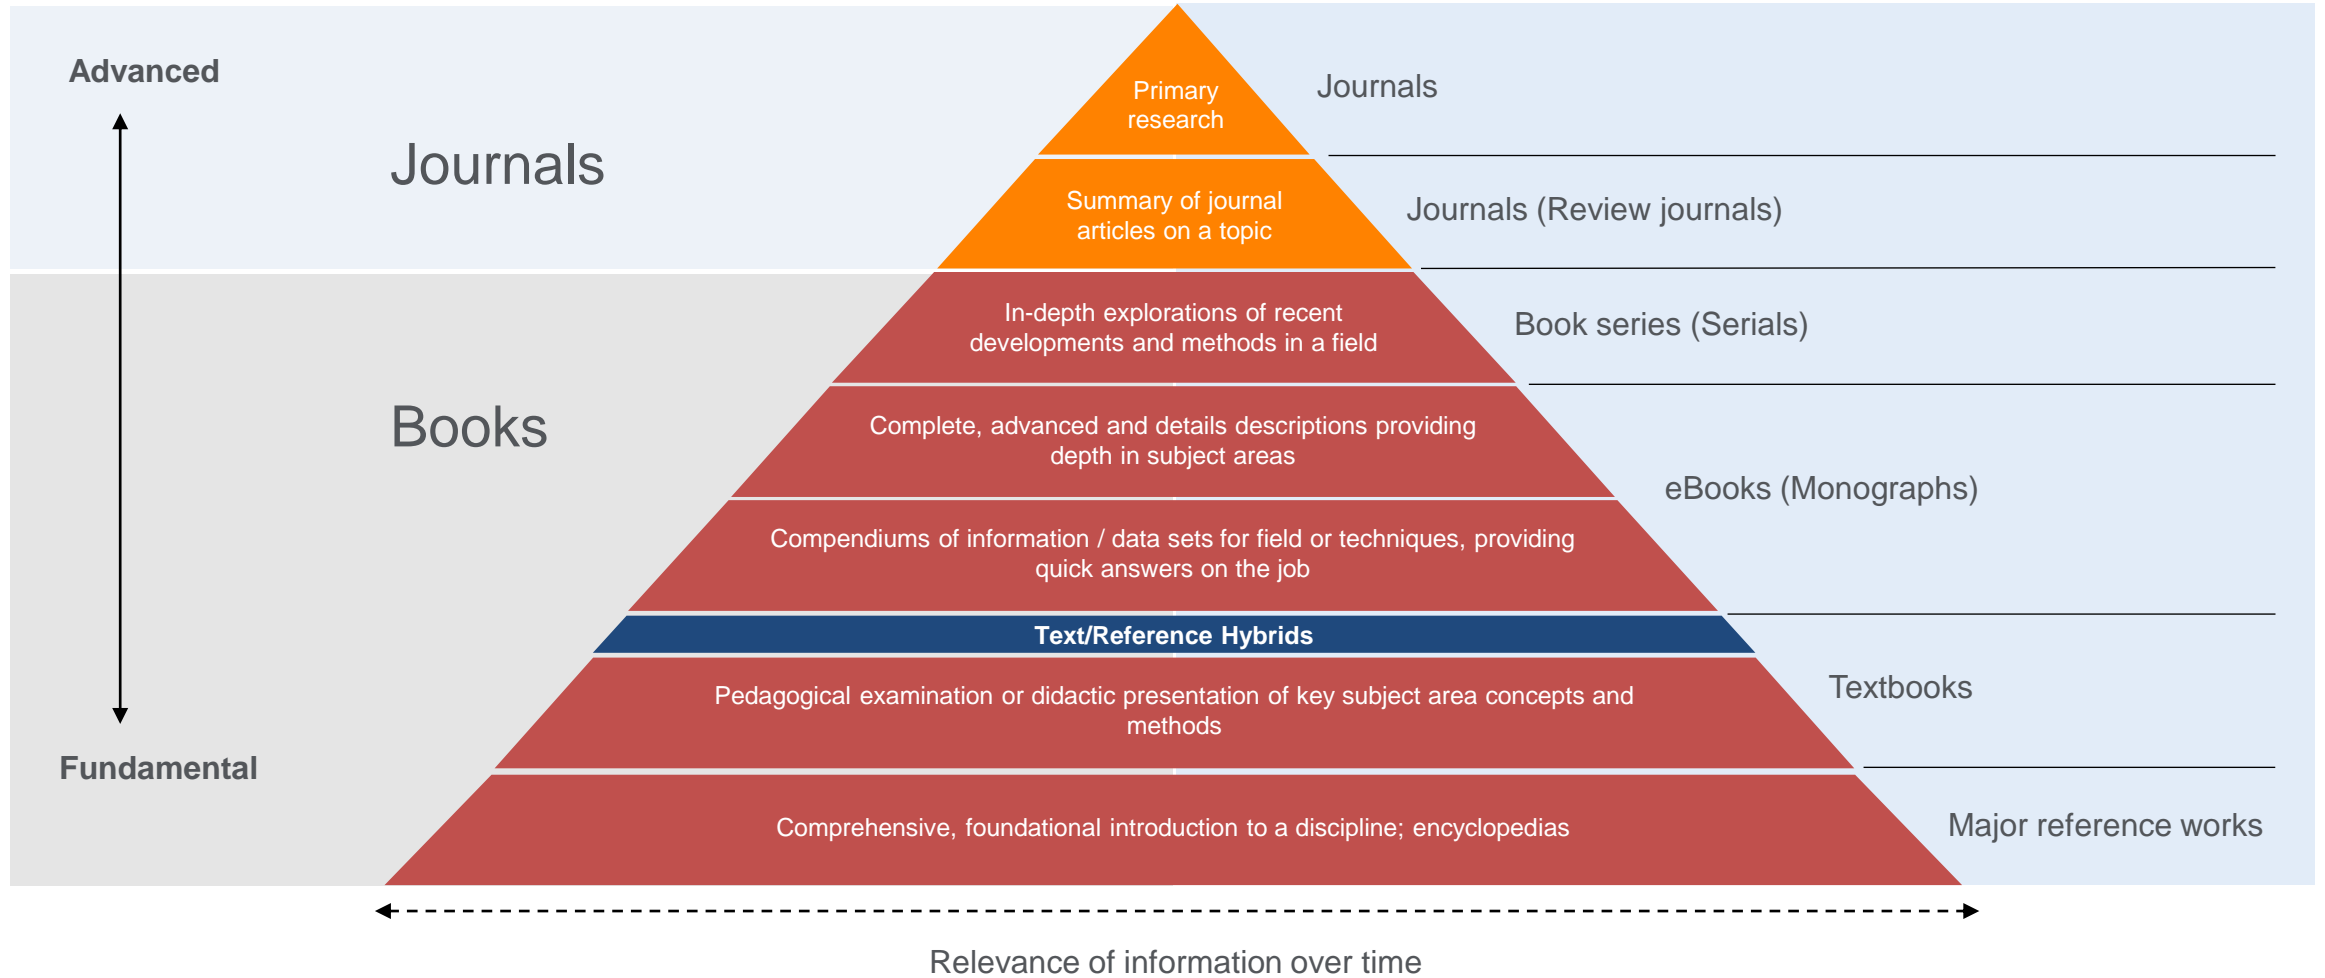 Advanced
Journals
Books
Fundamental
Primary
research
Summary of journal
articles on a topic
In-depth explorations of recent
developments and methods in a field
Complete, advanced and details descriptions providing
depth in subject areas
Compendiums of information / data sets for field or techniques, providing
quick answers on the job
Text/Reference Hybrids
Pedagogical examination or didactic presentation of key subject area concepts and
methods
Comprehensive, foundational introduction to a discipline; encyclopedias
Journals
Journals (Review journals)
Book series (Serials)
eBooks (Monographs)
Textbooks
Major reference works
Relevance of information over time